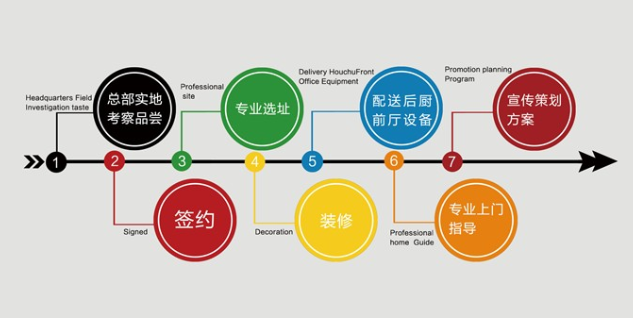 Headquarters Field
Investigation taste
总部实地
考察品尝
1
2
Signed
签约
Professional
site
专业选址
3
4
Decoration
装修
Delivery HouchuFront
Office Equipment
配送后厨
前厅设备
5
6
Professional
home Guide
专业上门
指导
Promotion planning
Program
宣传策划
方案
7